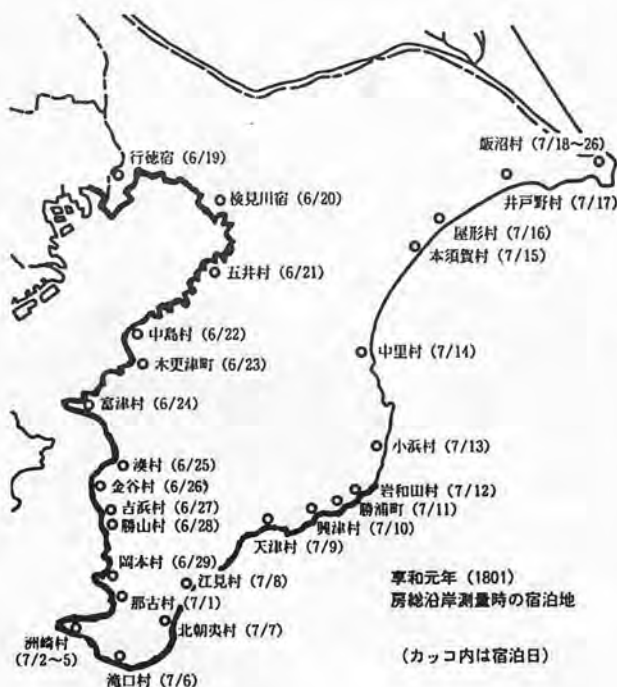 飯沼村 (7/18〜26)
行徳宿 (6/19)
検見川宿 (6/20)
井戸野村 (7/17)
屋形村 (7/16)
本須賀村 (7/15)
五井村 (6/21)
中島村 (6/22)
木更津町 (6/23)
中里村 (7/14)
富津村 (6/24)
小浜村 (7/13)
湊村 (6/25)
金谷村 (6/26)
岩和田村 (7/12)
吉浜村 (6/27)
勝浦町 (7/11)
勝山村 (6/28)
興津村 (7/10)
天津村 (7/9)
岡本村 (6/29)
江見村 (7/8)
那古村 (7/1)
北朝夷村 (7/7)
洲崎村
(7/2〜5)
滝口村 (7/6)
享和元年 (1801)
房総沿岸測量時の宿泊地
(カッコ内は宿泊日)